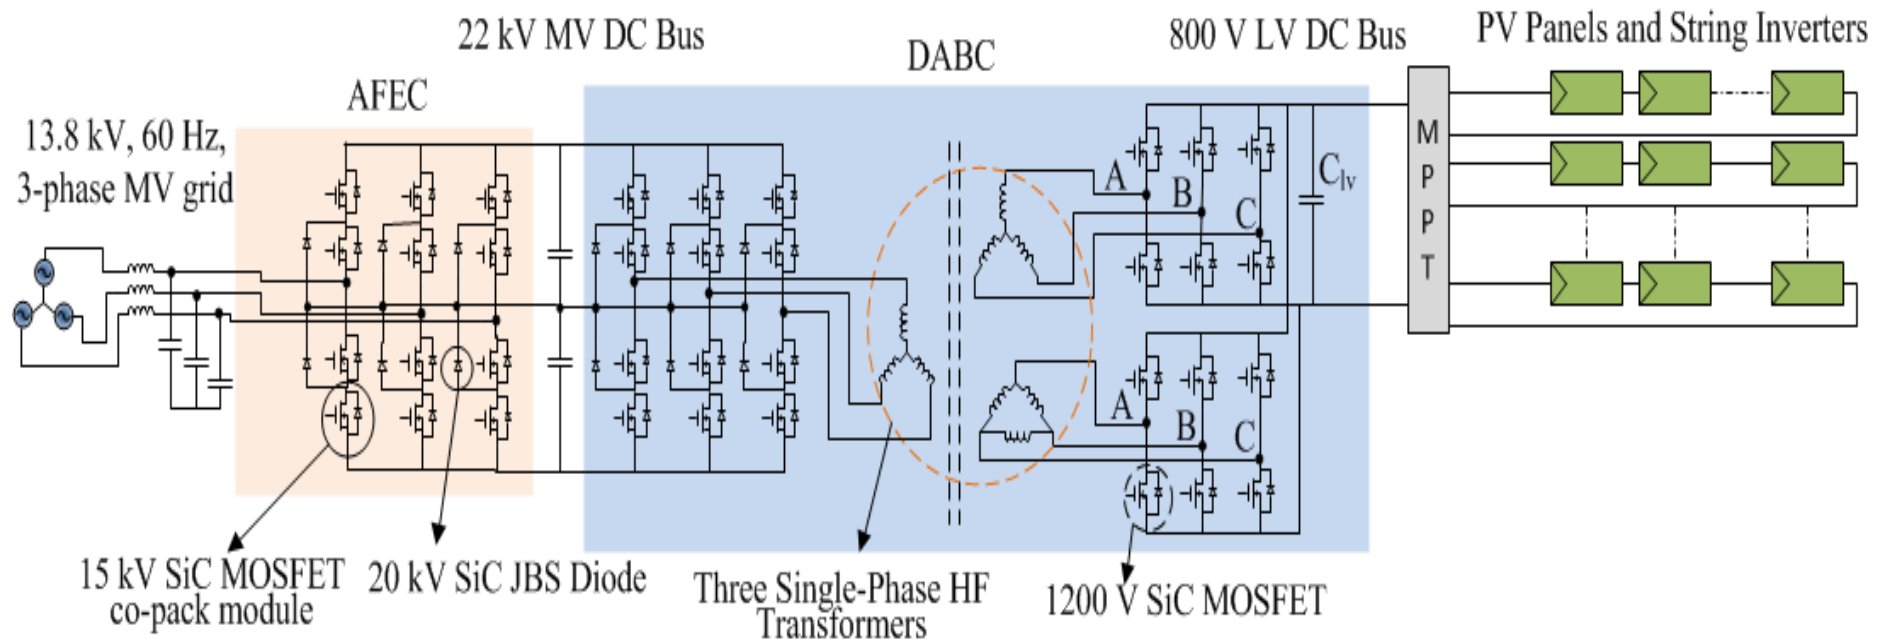 22 kV MV DC Bus
DABC
800 V LV DC Bus
PV Panels and String Inverters
AFEC
13.8 kV, 60 Hz,
3-phase MV grid
M
P
P
T
A
B
C
C_lv
A
B
C
15 kV SiC MOSFET
co-pack module
20 kV SiC JBS Diode
Three Single-Phase HF
Transformers
1200 V SiC MOSFET